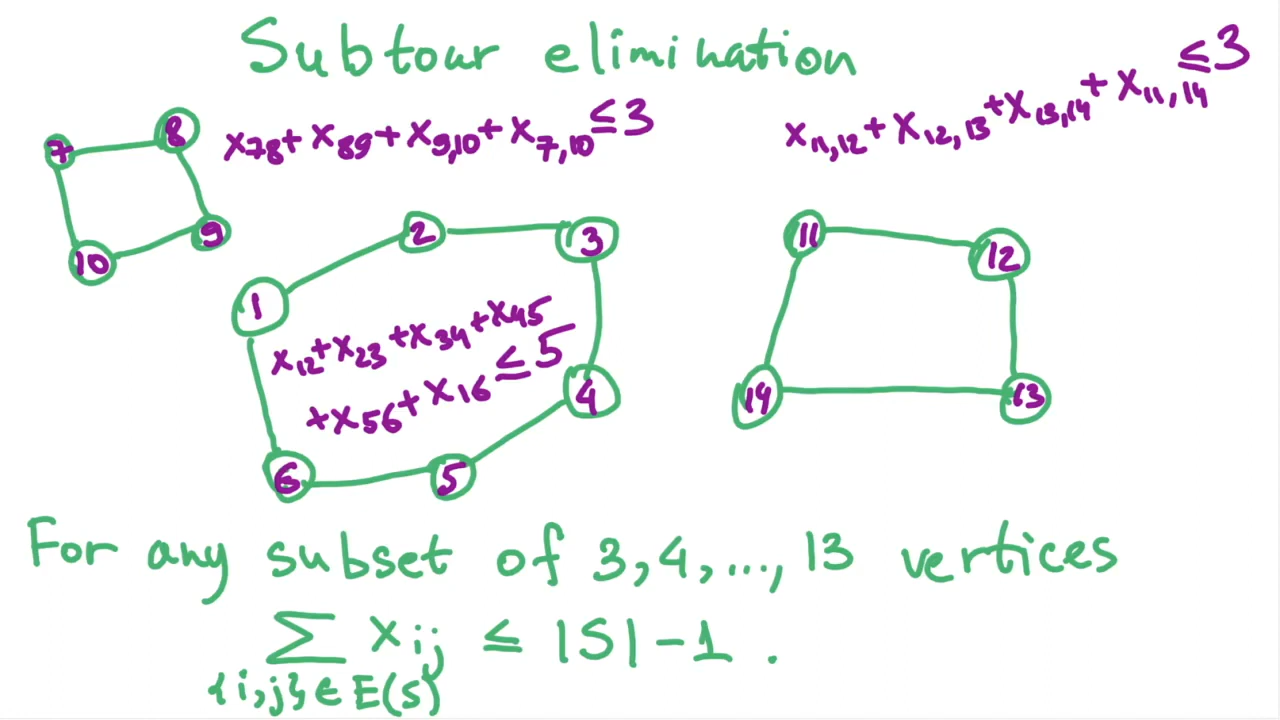 Subtour elimination
x₇₈ + x₈₉ + x₉,₁₀ + x₇,₁₀ ≤ 3
x₁₁,₁₂ + x₁₂,₁₃ + x₁₃,₁₄ + x₁₁,₁₄ ≤ 3
7
8
9
10
1
2
3
4
5
6
x₁₂ + x₂₃ + x₃₄ + x₄₅
+ x₅₆ + x₁₆ ≤ 5
11
12
13
14
For any subset of 3, 4, ..., 13 vertices
∑ xᵢⱼ ≤ |S| - 1 .
{i,j} ∈ E(S)